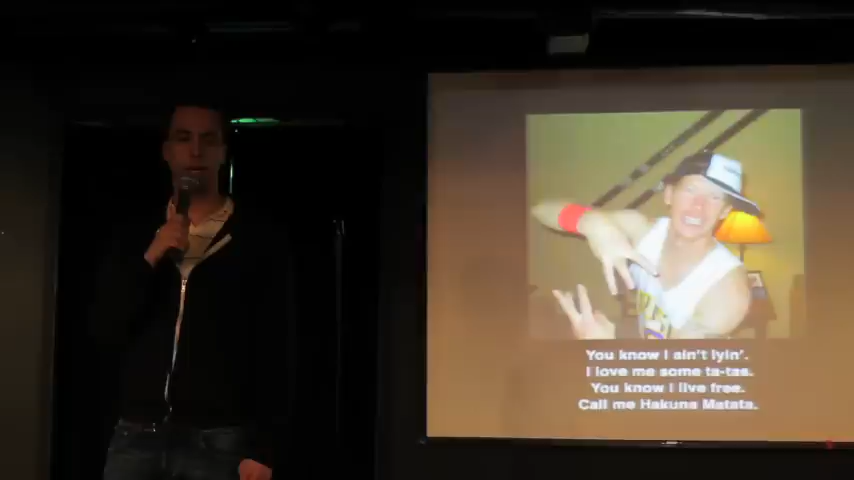 You know I ain't lyin'.
I love me some ta-tas.
You know I live free.
Call me Hakuna Matata.